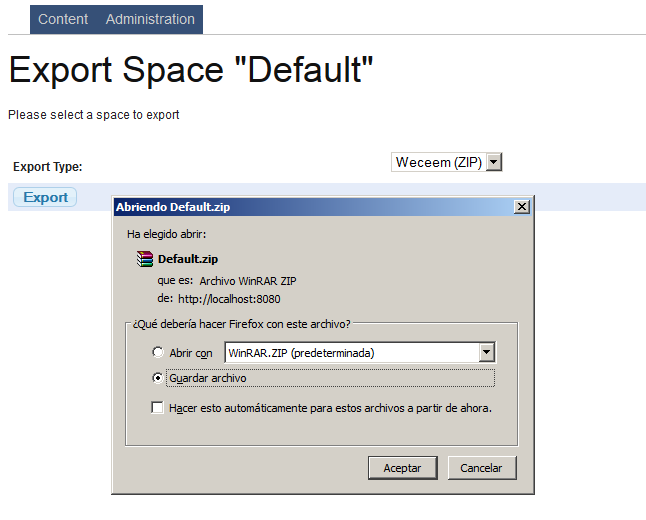 Content Administration
Export Space "Default"
Please select a space to export
Export Type: Weceem (ZIP)
Export
Abriendo Default.zip
Ha elegido abrir:
Default.zip
que es: Archivo WinRAR ZIP
de: http://localhost:8080
¿Qué debería hacer Firefox con este archivo?
Abrir con WinRAR.ZIP (predeterminada)
Guardar archivo
Hacer esto automáticamente para estos archivos a partir de ahora.
Aceptar Cancelar